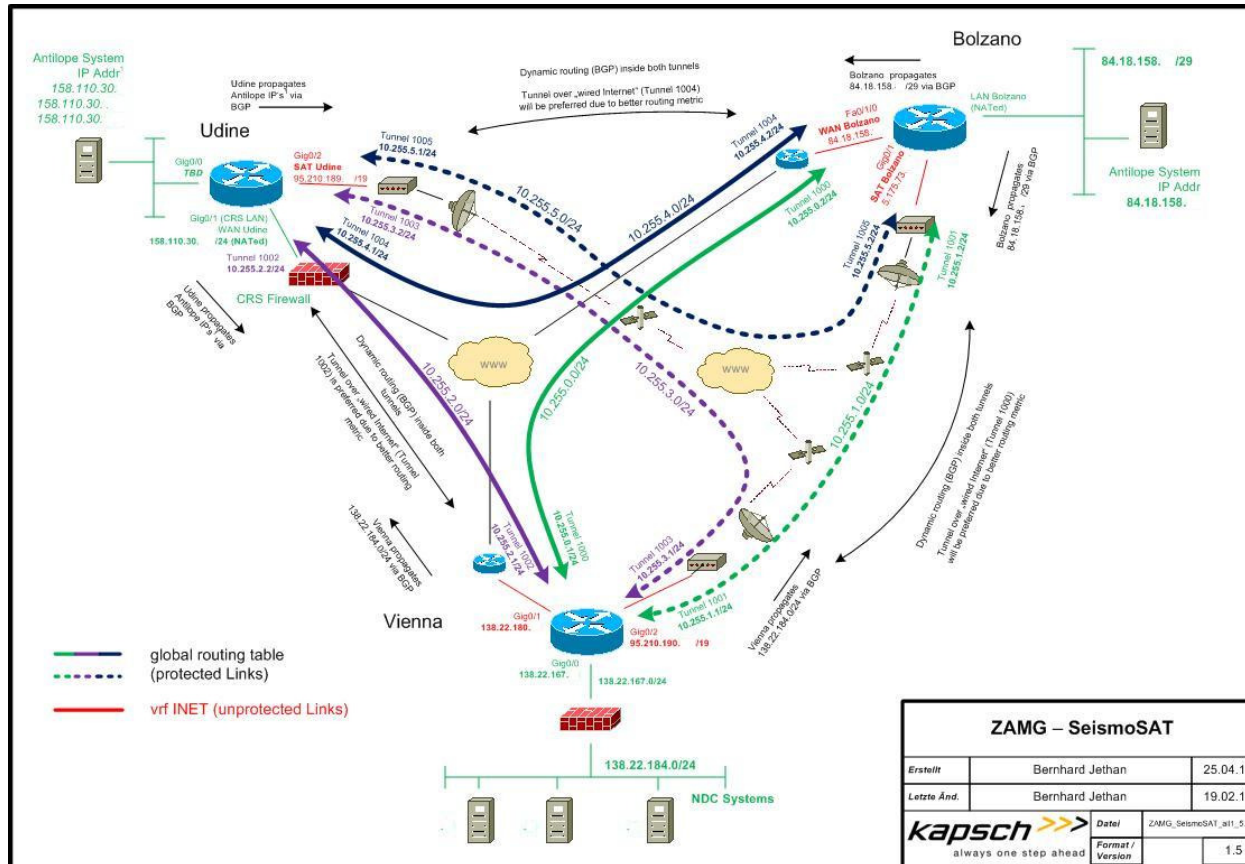 Antilope System
IP Addr¹
158.110.30.
158.110.30. .
158.110.30.
Udine propagates
Antilope IP's¹ via
BGP
Udine
Gig0/0
TBD
Gig0/2
SAT Udine
95.210.189. /19
Gig0/1 (CRS LAN)
WAN Udine
158.110.30. /24 (NATed)
Tunnel 1002
10.255.2.2/24
CRS Firewall
Tunnel 1005
10.255.5.1/24
Tunnel 1003
10.255.3.2/24
Tunnel 1004
10.255.4.1/24
Dynamic routing (BGP) inside both tunnels
Tunnel over „wired Internet" (Tunnel 1004)
will be preferred due to better routing metric
Bolzano
Bolzano propagates
84.18.158. /29 via BGP
Fa0/1/0
WAN Bolzano
84.18.158.
Gig0/1
SAT Bolzano
5.175.73.
LAN Bolzano
(NATed)
84.18.158. /29
Antilope System
IP Addr
84.18.158.
Bolzano propagates
84.18.158. /29 via BGP
Tunnel 1004
10.255.4.2/24
Tunnel 1000
10.255.0.2/24
Tunnel 1005
10.255.5.2/24
Tunnel 1001
10.255.1.2/24
10.255.5.0/24
10.255.4.0/24
10.255.2.0/24
10.255.0.0/24
10.255.3.0/24
10.255.1.0/24
www
www
Udine propagates
Antilope IP's¹ via
BGP
Dynamic routing (BGP) inside both
tunnels
Tunnel over „wired Internet" (Tunnel
1002) is preferred due to better routing
metric
Dynamic routing (BGP) inside both tunnels
Tunnel over „wired Internet" (Tunnel 1000)
will be preferred due to better routing metric
Vienna propagates
138.22.184.0/24 via BGP
Vienna propagates
138.22.184.0/24 via BGP
Tunnel 1002
10.255.2.1/24
Tunnel 1000
10.255.0.1/24
Tunnel 1003
10.255.3.1/24
Tunnel 1001
10.255.1.1/24
Vienna
Gig0/1
138.22.180.
Gig0/2
95.210.190. /19
Gig0/0
138.22.167.
138.22.167.0/24
138.22.184.0/24
NDC Systems
global routing table
(protected Links)
vrf INET (unprotected Links)
ZAMG – SeismoSAT
Erstellt Bernhard Jethan 25.04.1
Letzte Änd. Bernhard Jethan 19.02.1
kapsch >>>
always one step ahead
Datei ZAMG_SeismoSAT_all1_5.
Format / Version 1.5